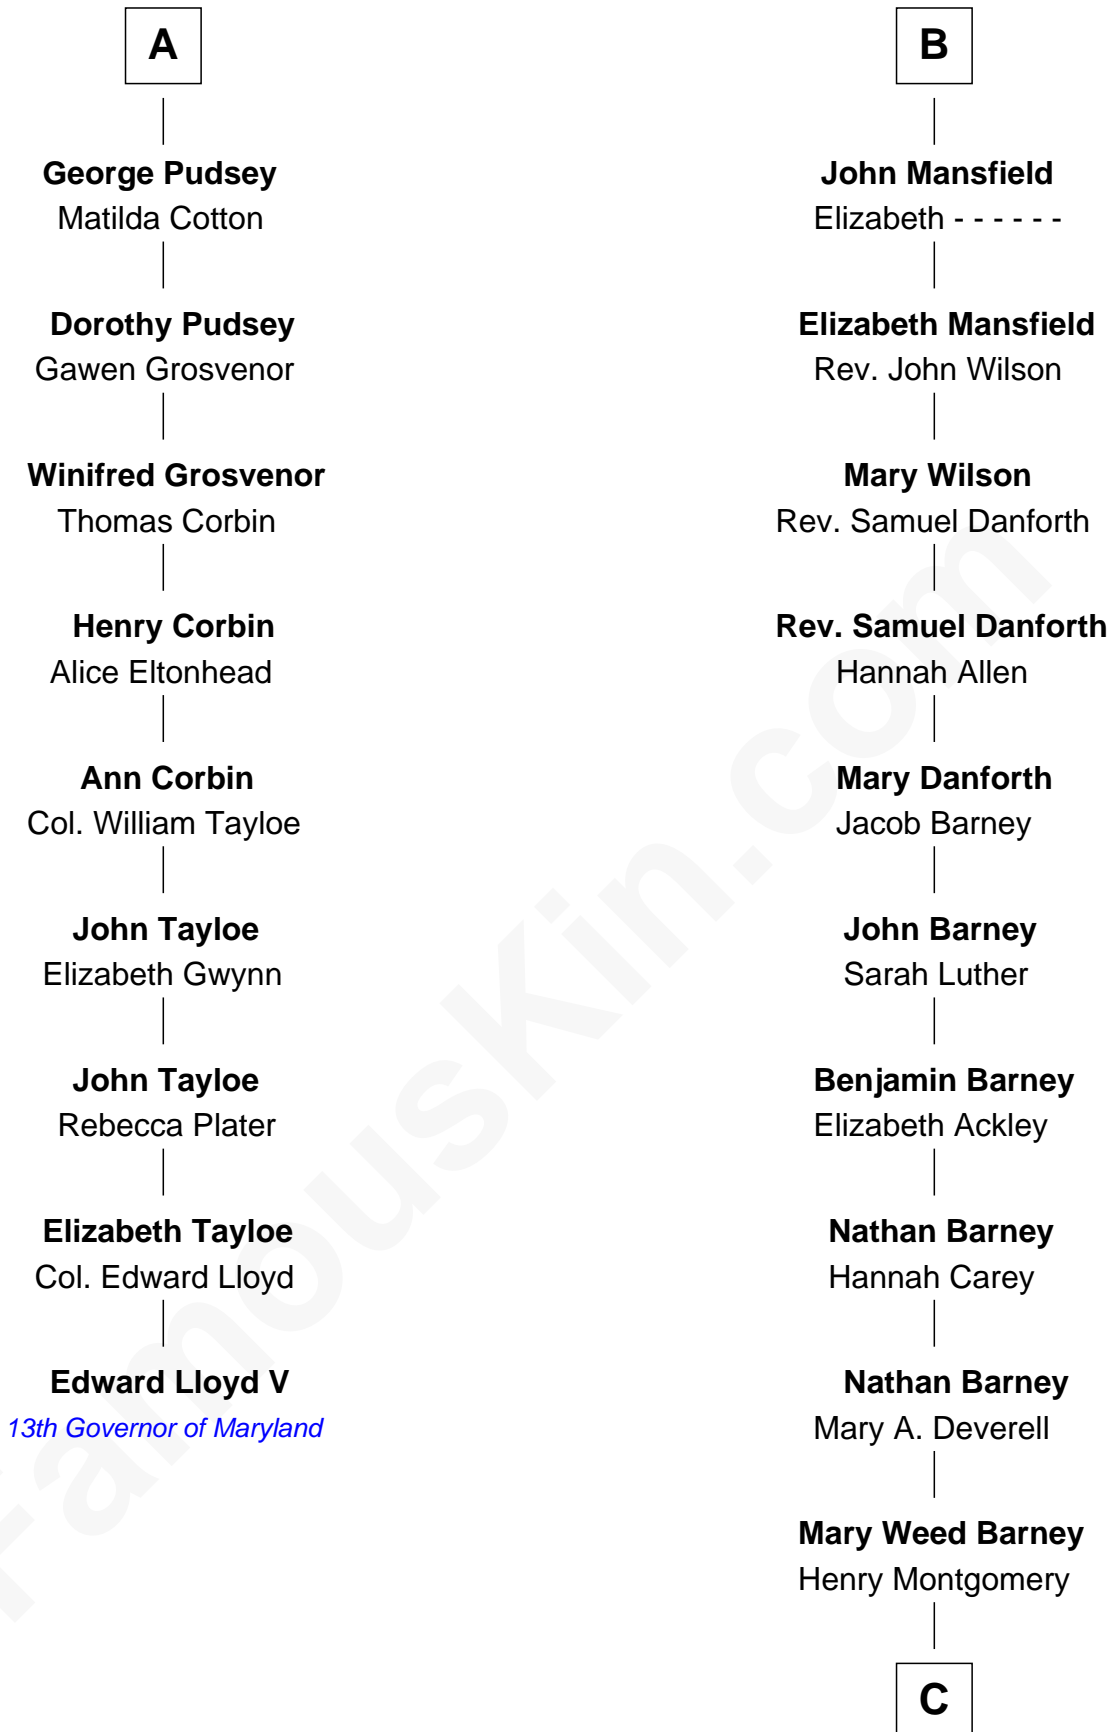 A
George Pudsey
Matilda Cotton
Dorothy Pudsey
Gawen Grosvenor
Winifred Grosvenor
Thomas Corbin
Henry Corbin
Alice Eltonhead
Ann Corbin
Col. William Tayloe
John Tayloe
Elizabeth Gwynn
John Tayloe
Rebecca Plater
Elizabeth Tayloe
Col. Edward Lloyd
Edward Lloyd V
13th Governor of Maryland
B
John Mansfield
Elizabeth - - - - - -
Elizabeth Mansfield
Rev. John Wilson
Mary Wilson
Rev. Samuel Danforth
Rev. Samuel Danforth
Hannah Allen
Mary Danforth
Jacob Barney
John Barney
Sarah Luther
Benjamin Barney
Elizabeth Ackley
Nathan Barney
Hannah Carey
Nathan Barney
Mary A. Deverell
Mary Weed Barney
Henry Montgomery
C
FamousKin.com